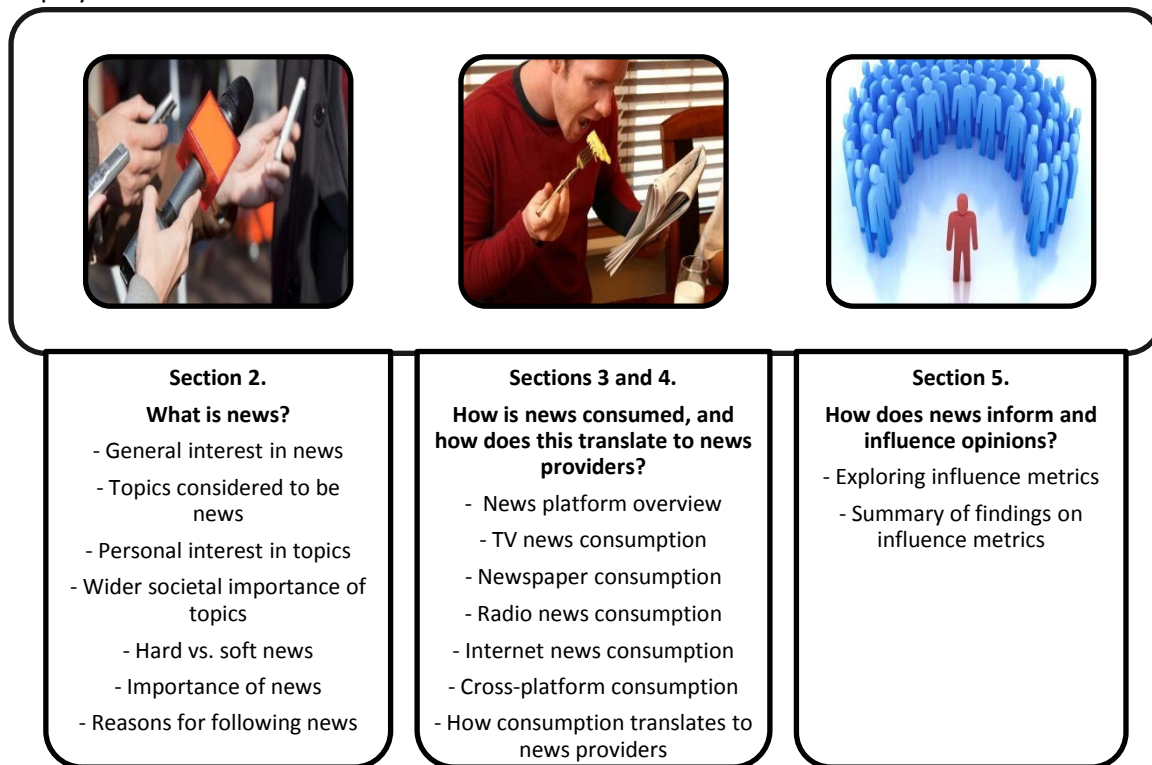 Section 2.
What is news?
- General interest in news
- Topics considered to be
news
- Personal interest in topics
- Wider societal importance of
topics
- Hard vs. soft news
- Importance of news
- Reasons for following news
Sections 3 and 4.
How is news consumed, and
how does this translate to news
providers?
- News platform overview
- TV news consumption
- Newspaper consumption
- Radio news consumption
- Internet news consumption
- Cross-platform consumption
- How consumption translates to
news providers
Section 5.
How does news inform and
influence opinions?
- Exploring influence metrics
- Summary of findings on
influence metrics